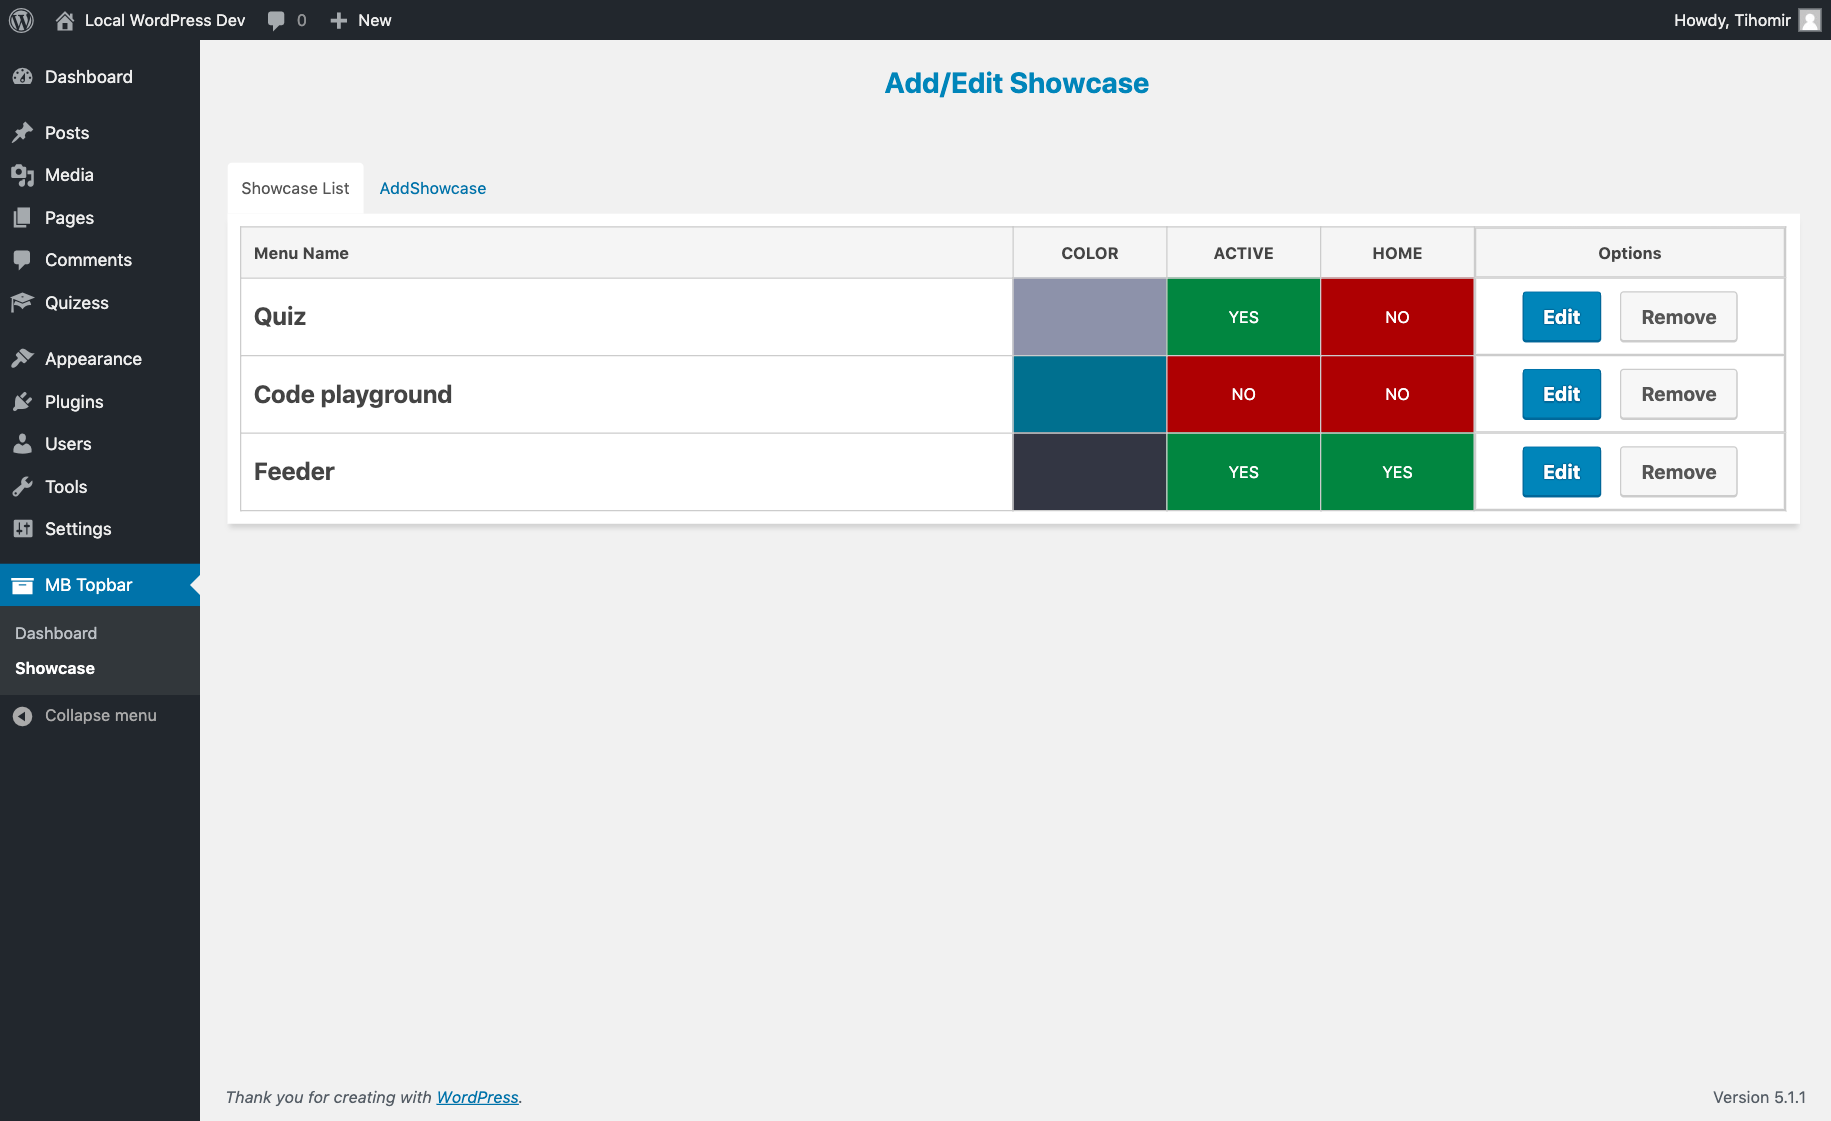 Local WordPress Dev 0 New Howdy, Tihomir
Dashboard
Posts
Media
Pages
Comments
Quizess
Appearance
Plugins
Users
Tools
Settings
MB Topbar
Dashboard
Showcase
Collapse menu
Add/Edit Showcase
Showcase List AddShowcase
Menu Name COLOR ACTIVE HOME Options
Quiz YES NO Edit Remove
Code playground NO NO Edit Remove
Feeder YES YES Edit Remove
Thank you for creating with WordPress. Version 5.1.1